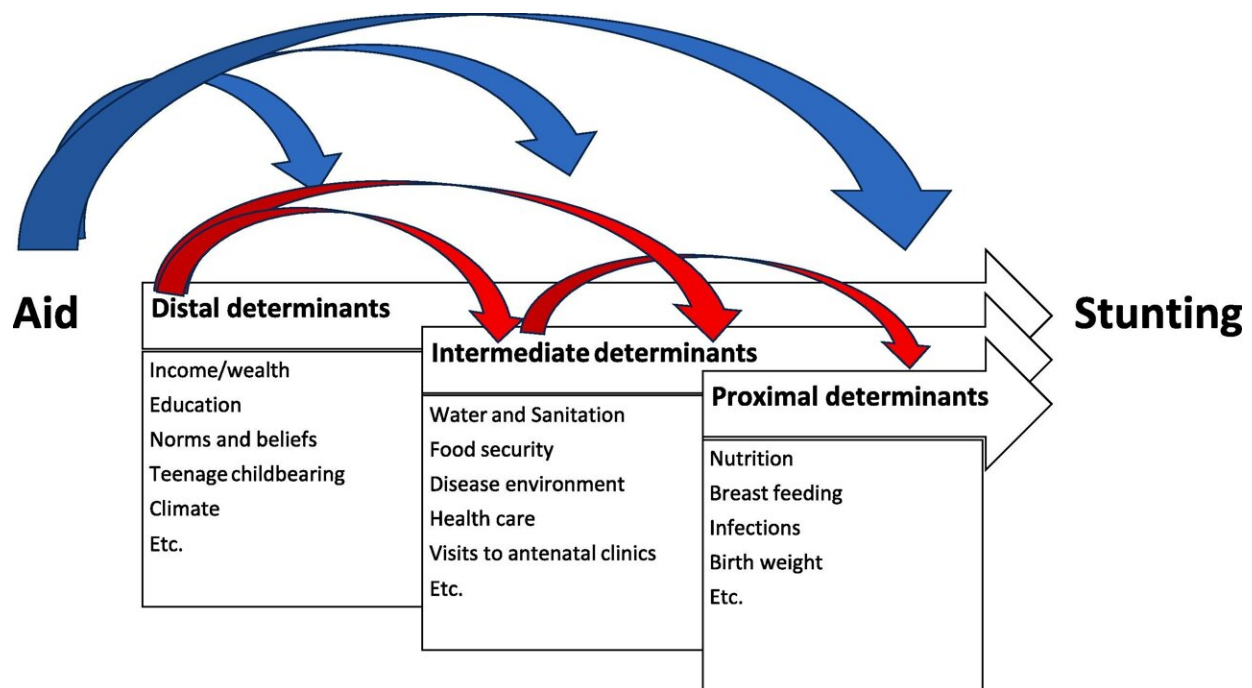 Aid
Stunting
Distal determinants
Income/wealth
Education
Norms and beliefs
Teenage childbearing
Climate
Etc.
Intermediate determinants
Water and Sanitation
Food security
Disease environment
Health care
Visits to antenatal clinics
Etc.
Proximal determinants
Nutrition
Breast feeding
Infections
Birth weight
Etc.